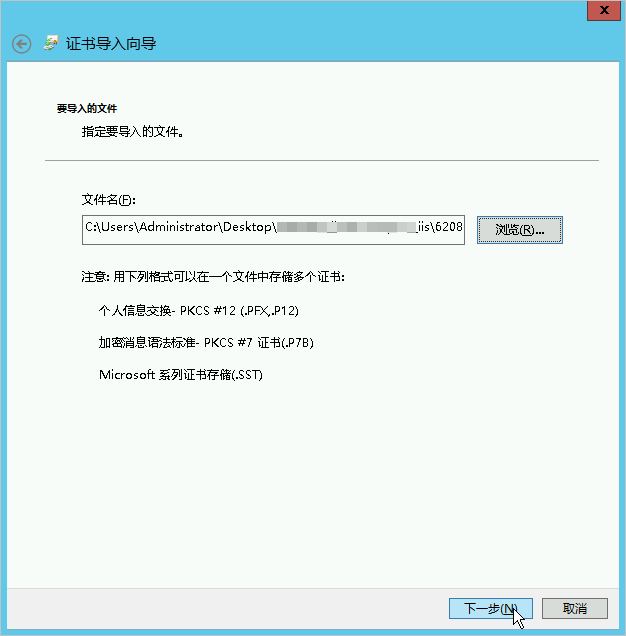 证书导入向导
要导入的文件
指定要导入的文件。
文件名(F):
C:\Users\Administrator\Desktop\ _iis\6208
浏览(R)...
注意: 用下列格式可以在一个文件中存储多个证书:
个人信息交换- PKCS #12 (.PFX,.P12)
加密消息语法标准- PKCS #7 证书(.P7B)
Microsoft 系列证书存储(.SST)
下一步(N)
取消